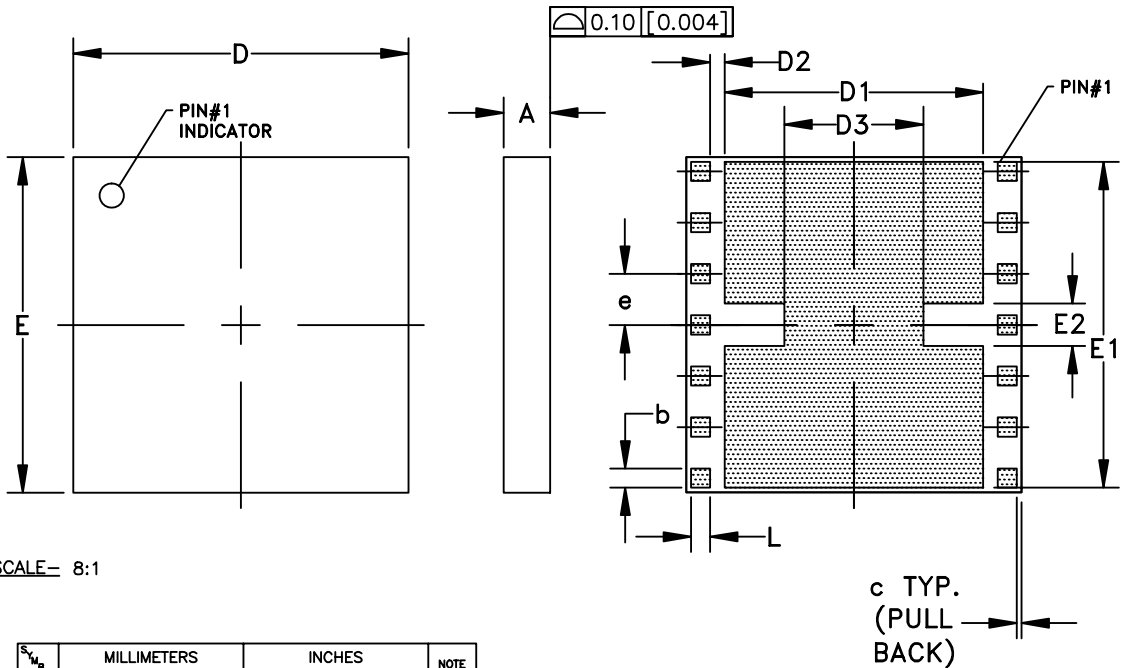 0.10 [0.004]
D
D2
PIN#1
INDICATOR
A
D1
PIN#1
D3
E
e
E2
E1
b
L
SCALE– 8:1
c TYP.
(PULL
BACK)
SYMB MILLIMETERS INCHES NOTE